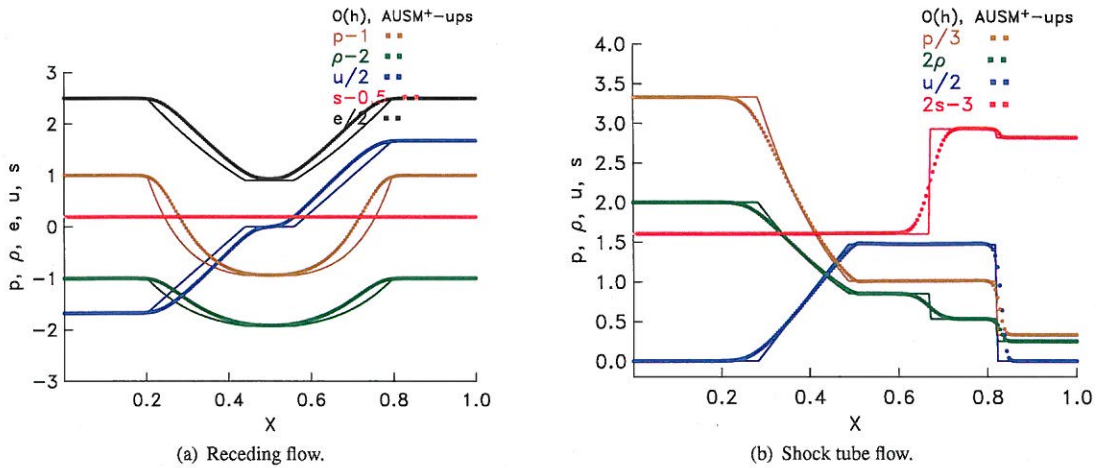 O(h), AUSM⁺-ups
p-1
ρ-2
u/2
s-0.5
e/2
3
2
1
0
-1
-2
-3
p, ρ, e, u, s
0.2 0.4 0.6 0.8 1.0
X
(a) Receding flow.
O(h), AUSM⁺-ups
p/3
2ρ
u/2
2s-3
4.0
3.5
3.0
2.5
2.0
1.5
1.0
0.5
0.0
p, ρ, u, s
0.2 0.4 0.6 0.8 1.0
X
(b) Shock tube flow.